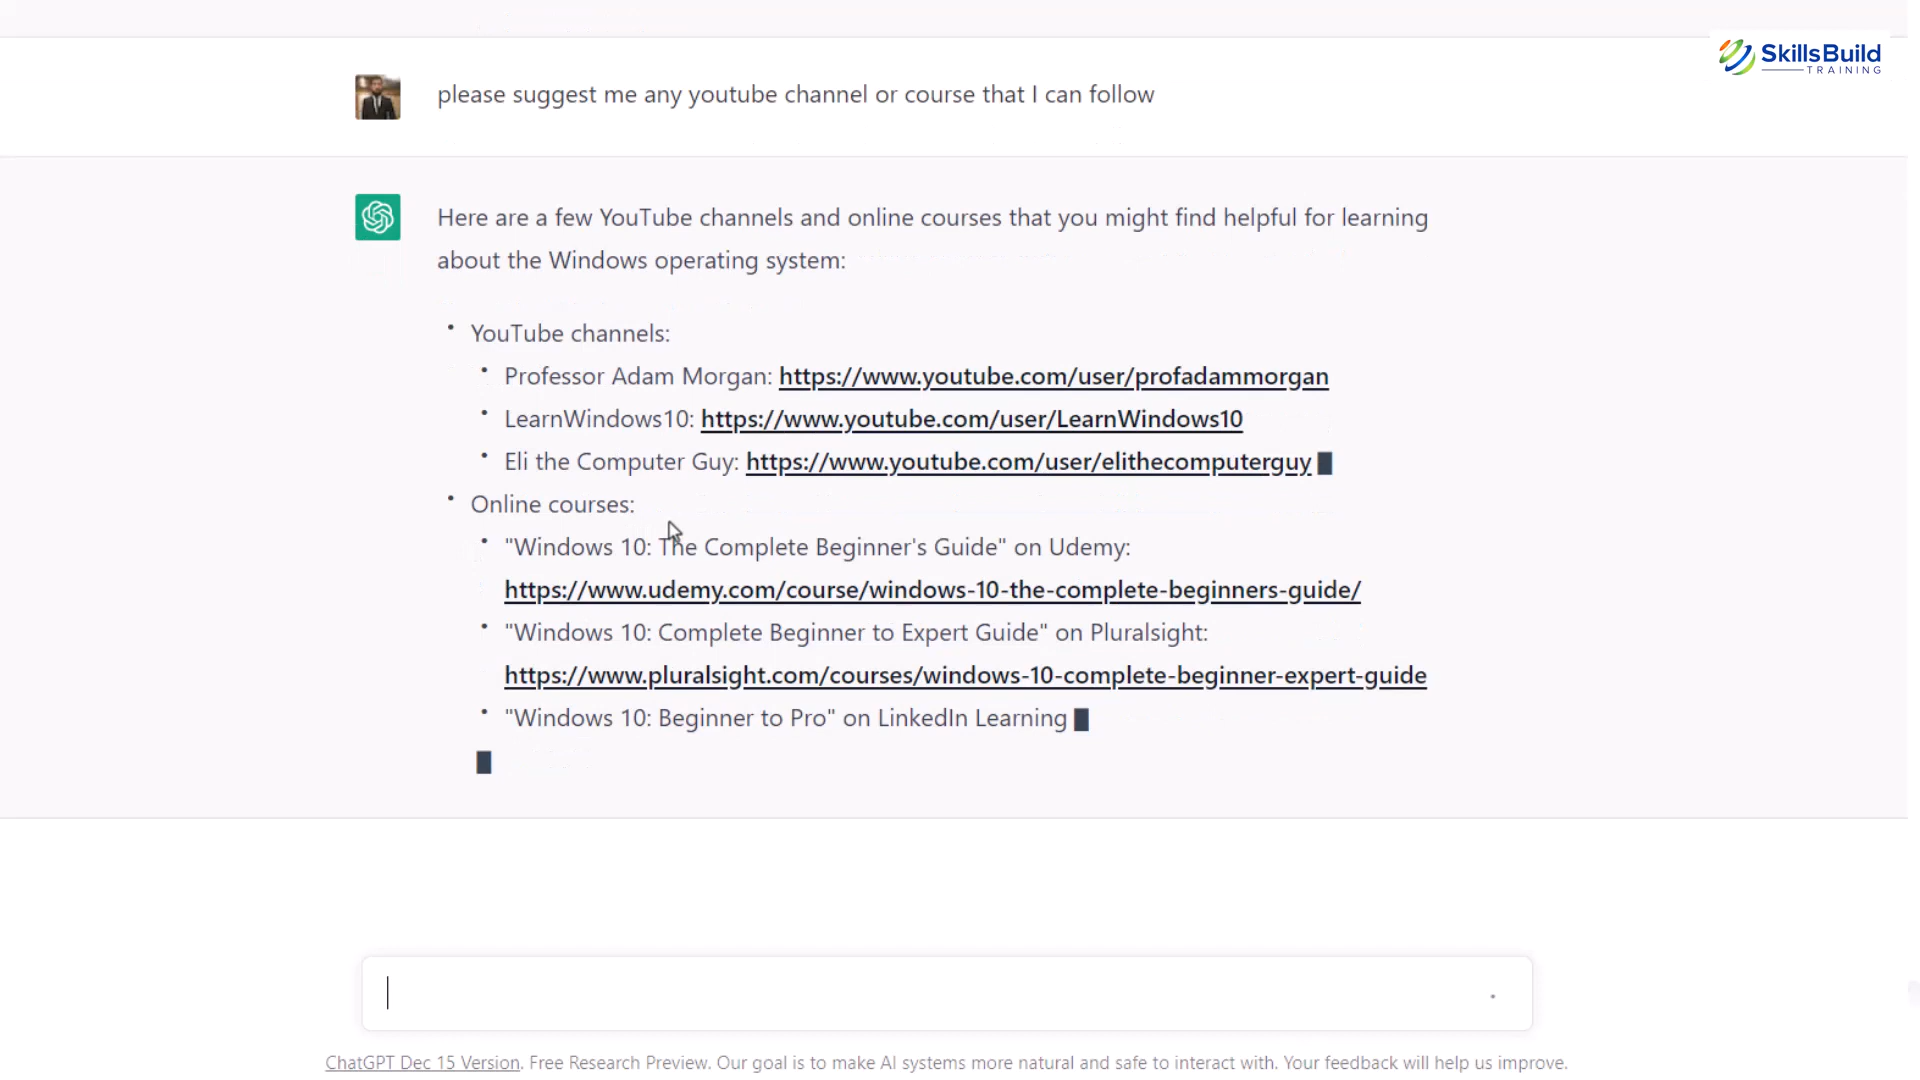 SkillsBuild
TRAINING
please suggest me any youtube channel or course that I can follow
Here are a few YouTube channels and online courses that you might find helpful for learning
about the Windows operating system:
• YouTube channels:
• Professor Adam Morgan: https://www.youtube.com/user/profadammorgan
• LearnWindows10: https://www.youtube.com/user/LearnWindows10
• Eli the Computer Guy: https://www.youtube.com/user/elithecomputerguy
• Online courses:
• "Windows 10: The Complete Beginner's Guide" on Udemy:
https://www.udemy.com/course/windows-10-the-complete-beginners-guide/
• "Windows 10: Complete Beginner to Expert Guide" on Pluralsight:
https://www.pluralsight.com/courses/windows-10-complete-beginner-expert-guide
• "Windows 10: Beginner to Pro" on LinkedIn Learning
ChatGPT Dec 15 Version. Free Research Preview. Our goal is to make AI systems more natural and safe to interact with. Your feedback will help us improve.